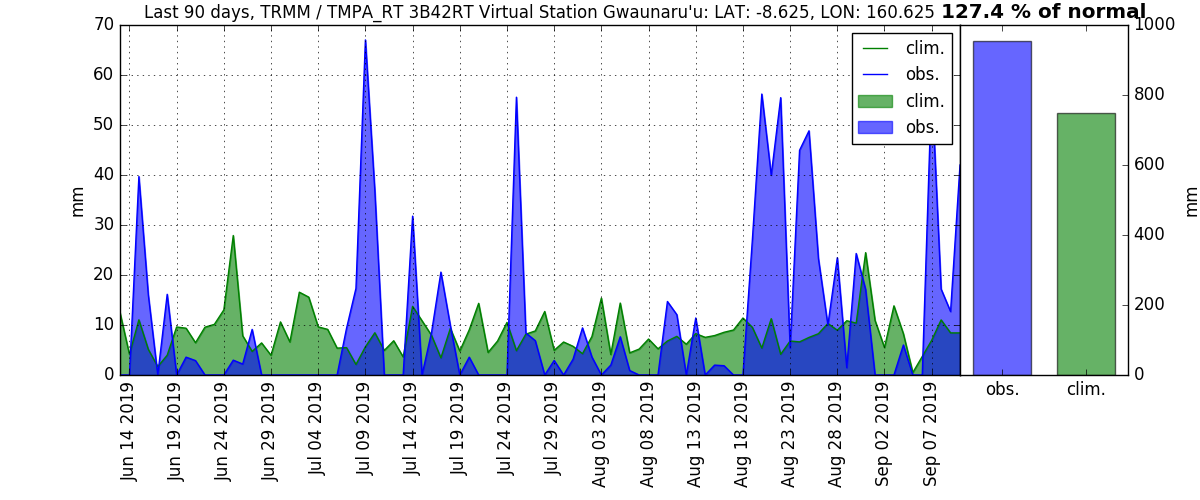 Last 90 days, TRMM / TMPA_RT 3B42RT Virtual Station Gwaunaru'u: LAT: -8.625, LON: 160.625 127.4 % of normal
70
60
50
40
30
20
10
0
mm
clim.
obs.
clim.
obs.
1000
800
600
400
200
0
mm
Jun 14 2019
Jun 19 2019
Jun 24 2019
Jun 29 2019
Jul 04 2019
Jul 09 2019
Jul 14 2019
Jul 19 2019
Jul 24 2019
Jul 29 2019
Aug 03 2019
Aug 08 2019
Aug 13 2019
Aug 18 2019
Aug 23 2019
Aug 28 2019
Sep 02 2019
Sep 07 2019
obs. clim.